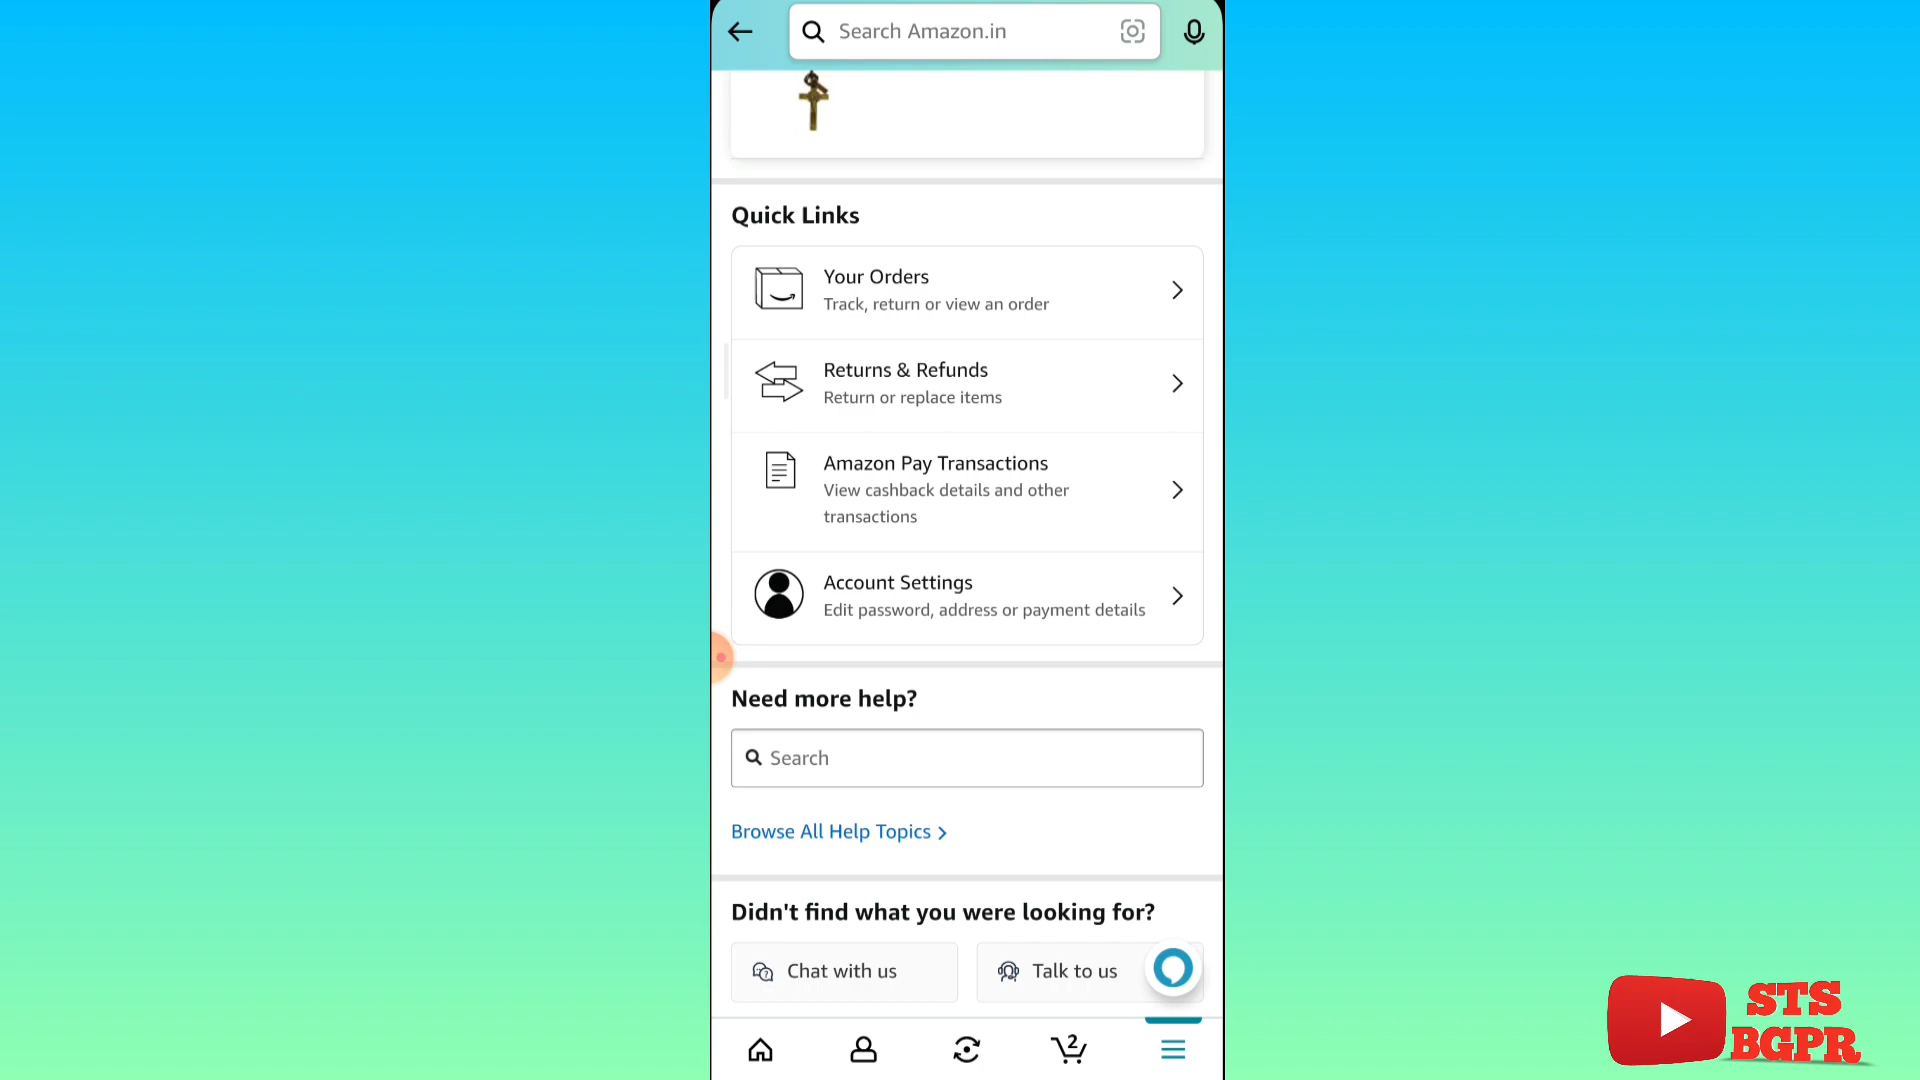 Search Amazon.in
Quick Links
Your Orders
Track, return or view an order
Returns & Refunds
Return or replace items
Amazon Pay Transactions
View cashback details and other
transactions
Account Settings
Edit password, address or payment details
Need more help?
Search
Browse All Help Topics
Didn't find what you were looking for?
Chat with us
Talk to us
2
STS
BGPR